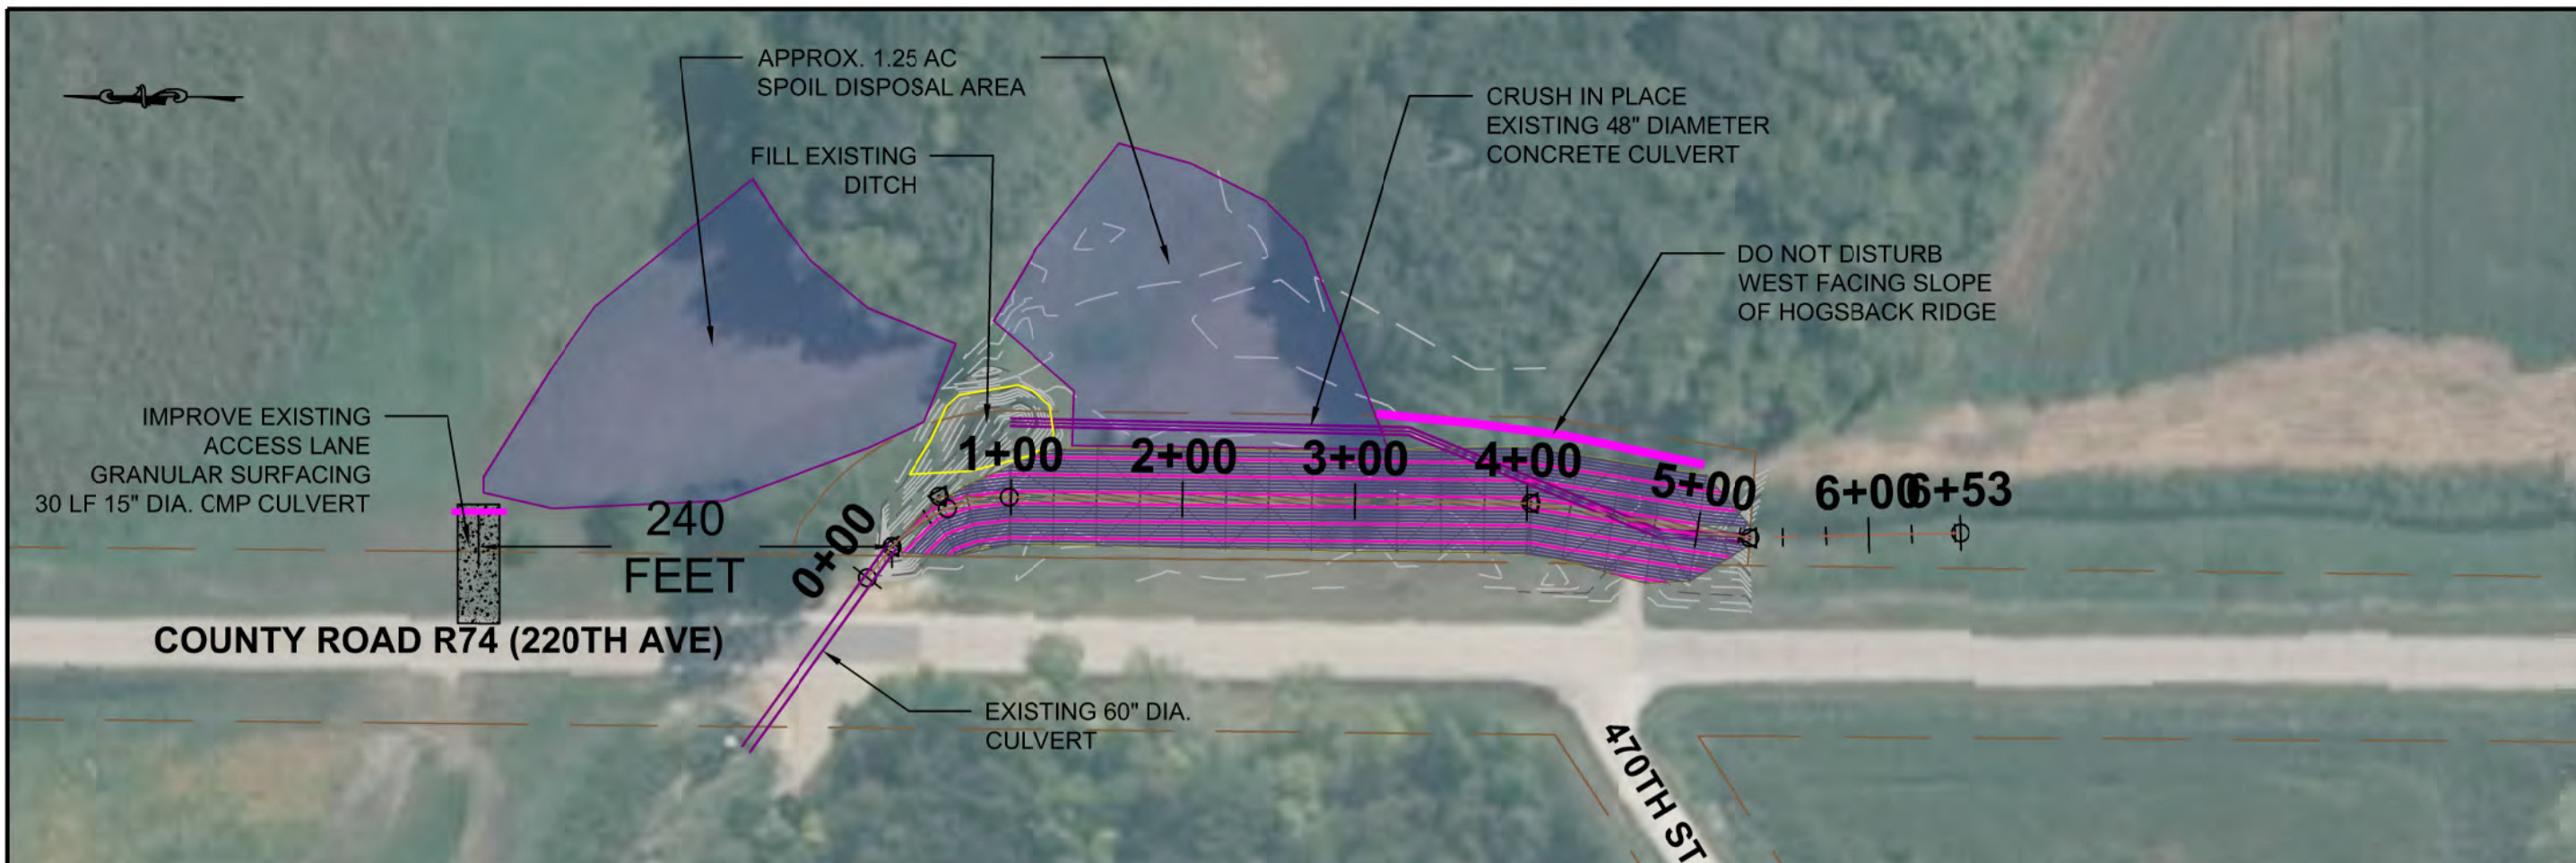 APPROX. 1.25 AC
SPOIL DISPOSAL AREA
CRUSH IN PLACE
EXISTING 48" DIAMETER
CONCRETE CULVERT
FILL EXISTING
DITCH
DO NOT DISTURB
WEST FACING SLOPE
OF HOGSBACK RIDGE
IMPROVE EXISTING
ACCESS LANE
GRANULAR SURFACING
30 LF 15" DIA. CMP CULVERT
240
FEET
0+00
1+00
2+00
3+00
4+00
5+00
6+00
6+53
COUNTY ROAD R74 (220TH AVE)
EXISTING 60" DIA.
CULVERT
470TH ST